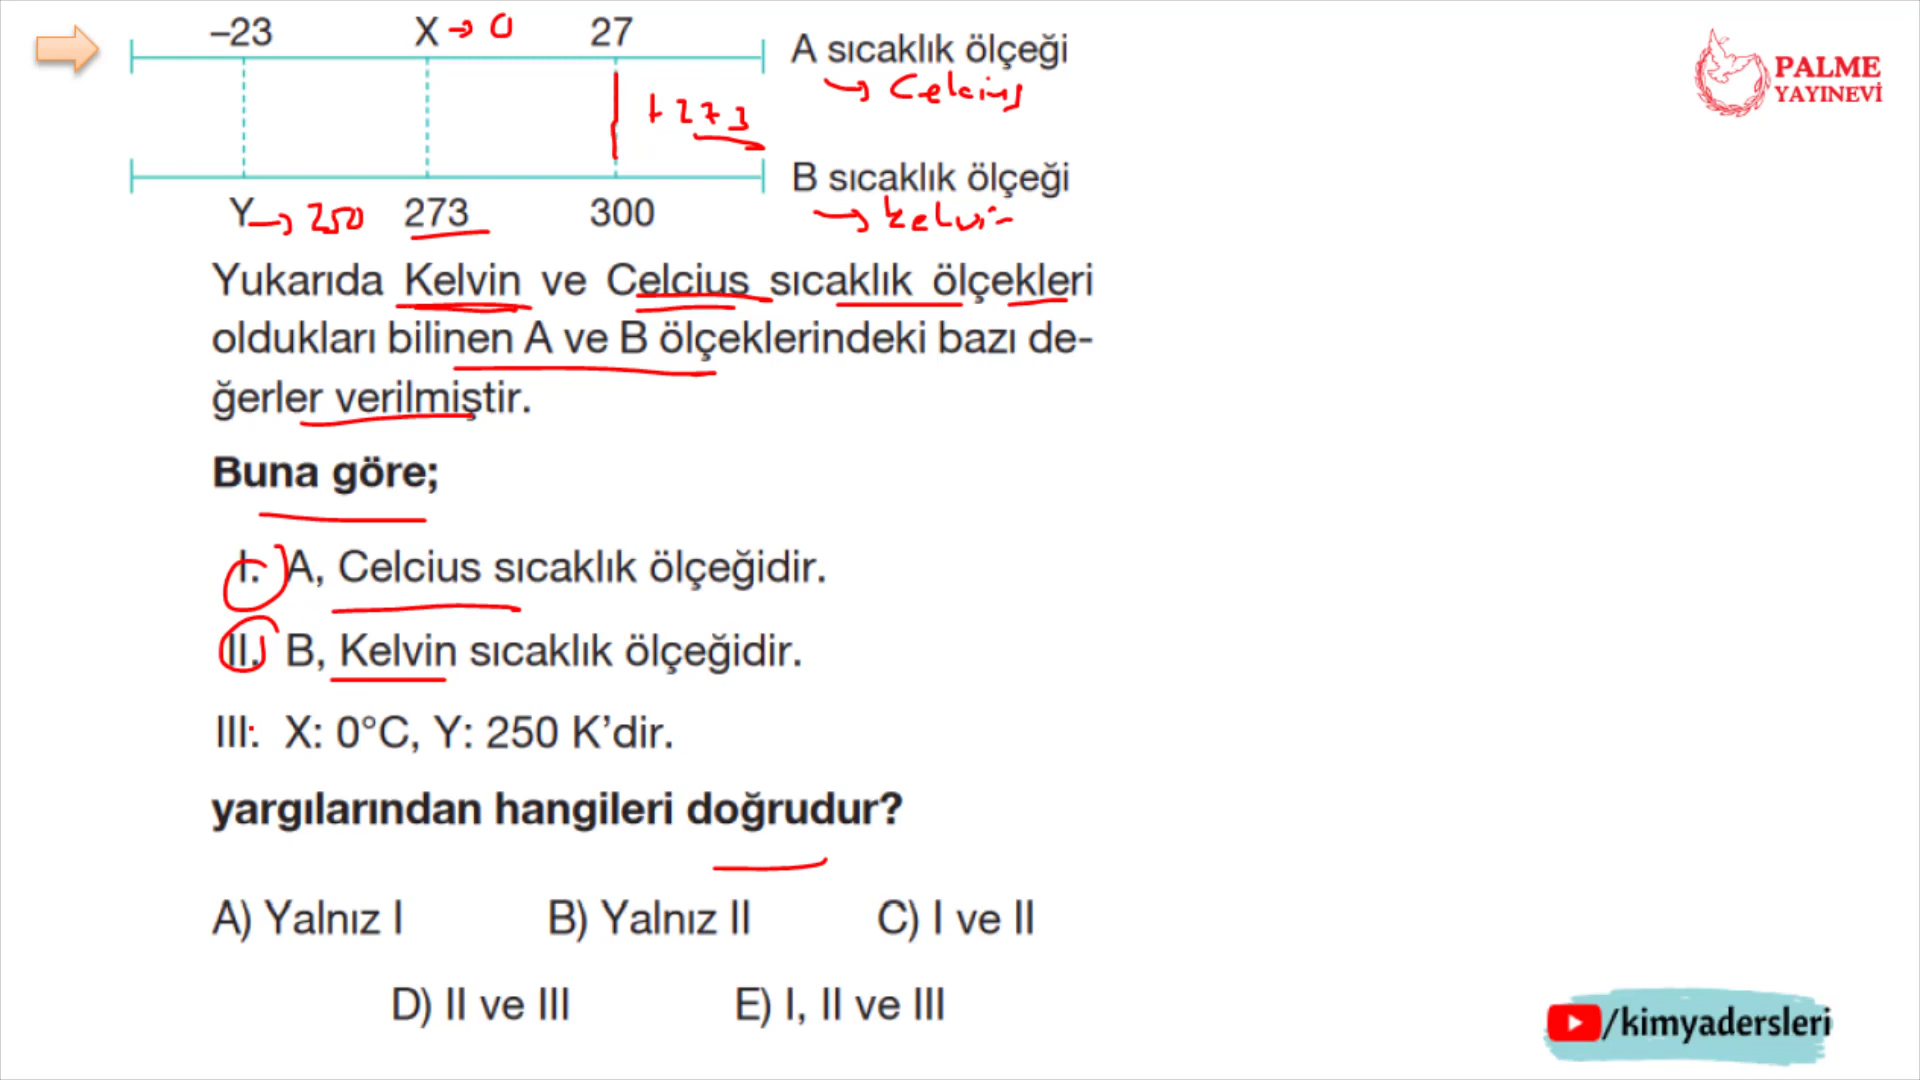 –23 X → 0 27 A sıcaklık ölçeği
→ Celcius
+273
B sıcaklık ölçeği
Y → 250 273 300 → kelvin
Yukarıda Kelvin ve Celcius sıcaklık ölçekleri
oldukları bilinen A ve B ölçeklerindeki bazı de-
ğerler verilmiştir.
Buna göre;
I. A, Celcius sıcaklık ölçeğidir.
II. B, Kelvin sıcaklık ölçeğidir.
III. X: 0°C, Y: 250 K’dir.
yargılarından hangileri doğrudur?
A) Yalnız I B) Yalnız II C) I ve II
D) II ve III E) I, II ve III
PALME
YAYINEVİ
/kimyadersleri